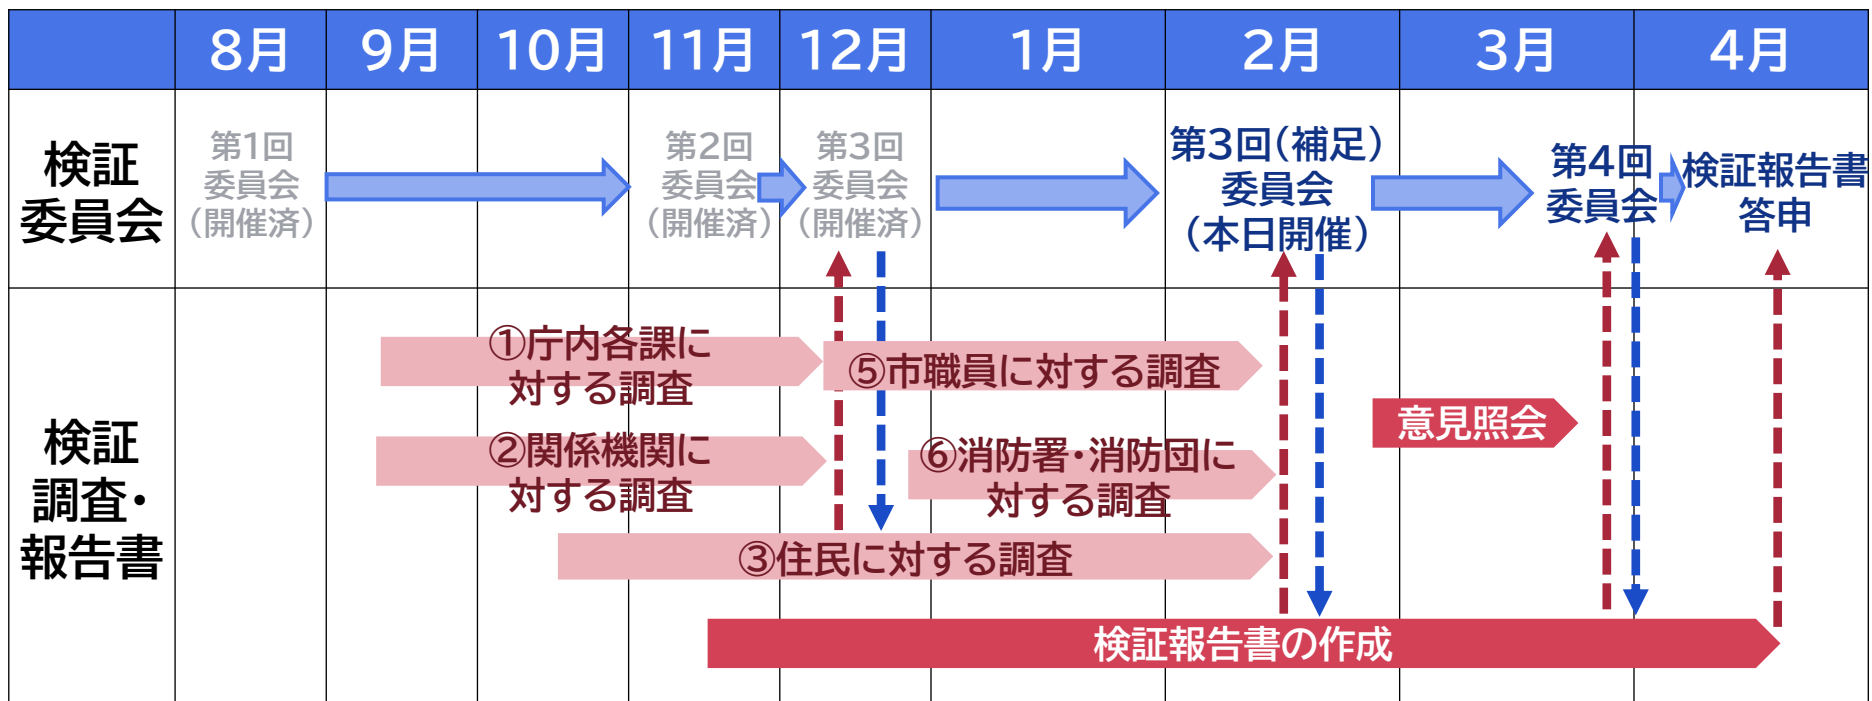 8月
9月
10月
11月
12月
1月
2月
3月
4月
検証
委員会
第1回
委員会
(開催済)
第2回
委員会
(開催済)
第3回
委員会
(開催済)
第3回(補足)
委員会
(本日開催)
第4回
委員会
検証報告書
答申
検証
調査・
報告書
①庁内各課に
対する調査
⑤市職員に対する調査
意見照会
②関係機関に
対する調査
⑥消防署・消防団に
対する調査
③住民に対する調査
検証報告書の作成